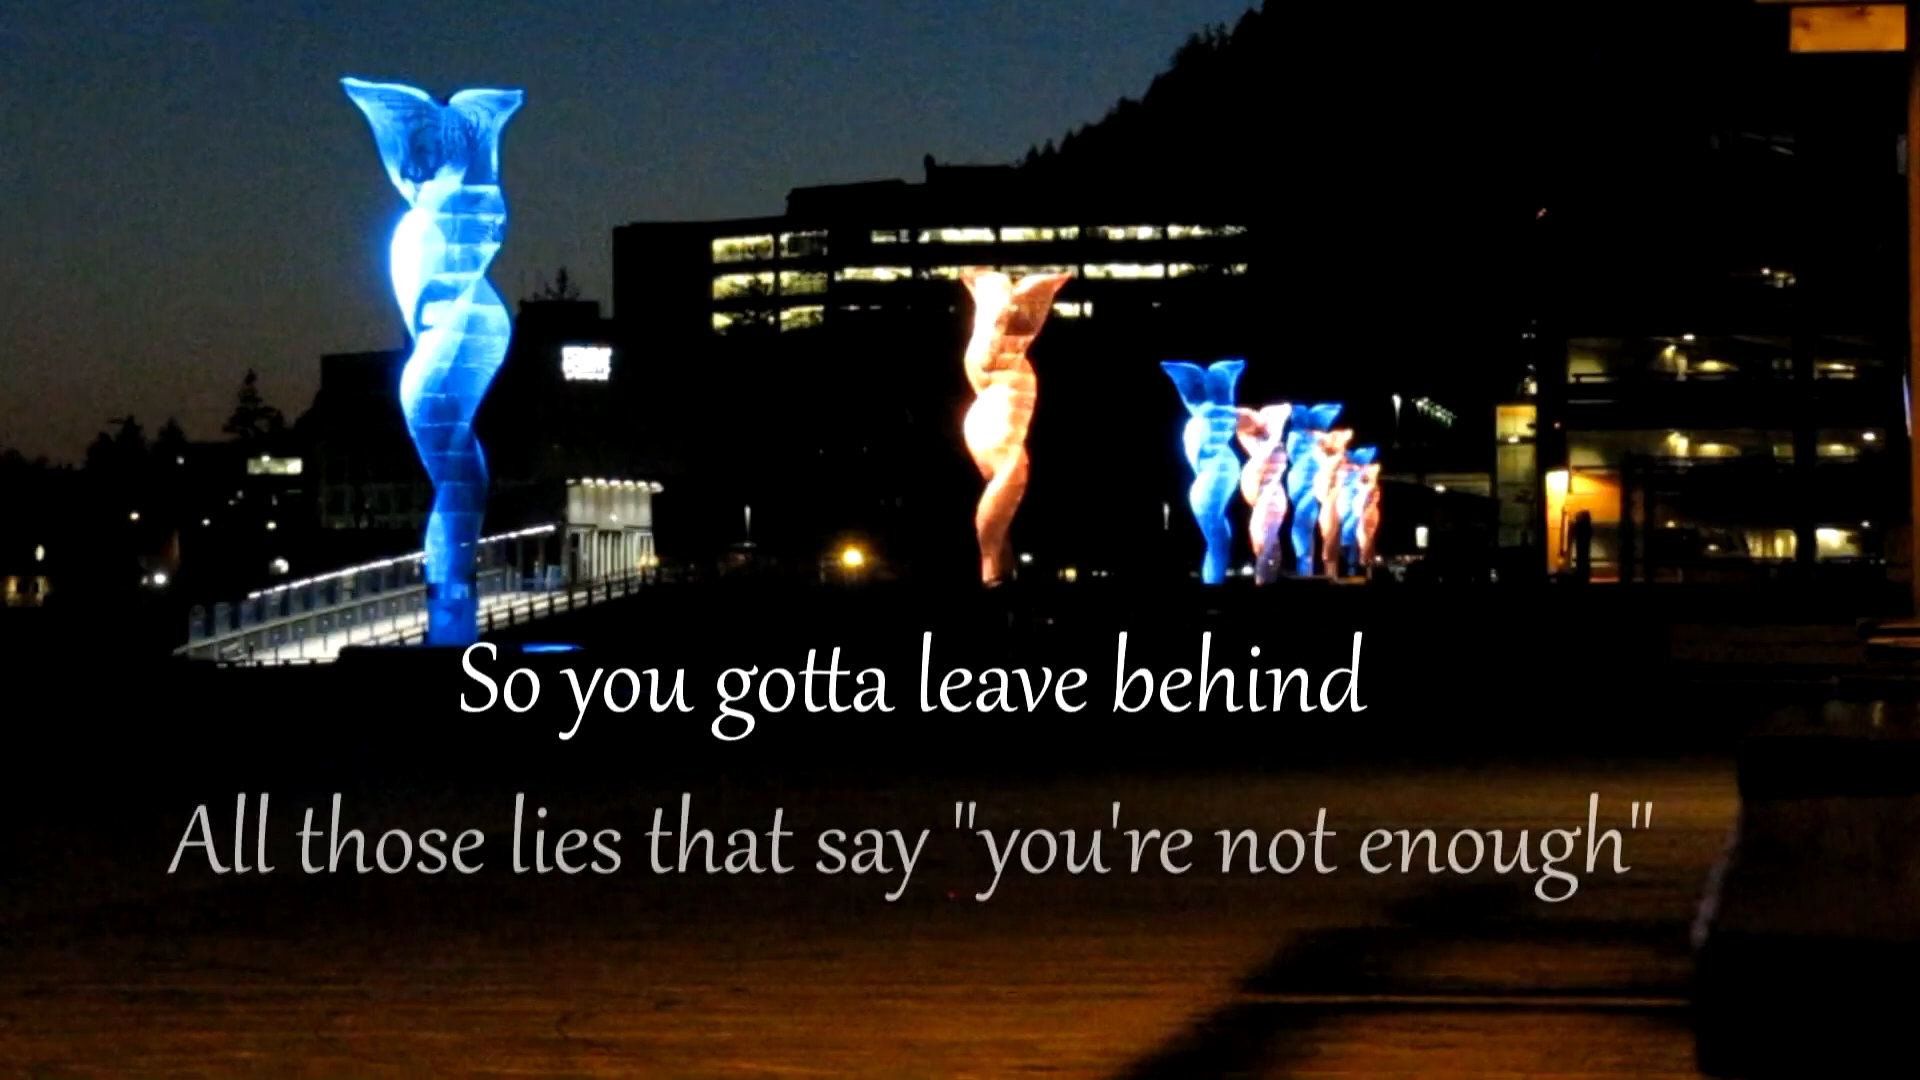 So you gotta leave behind
All those lies that say "you're not enough"